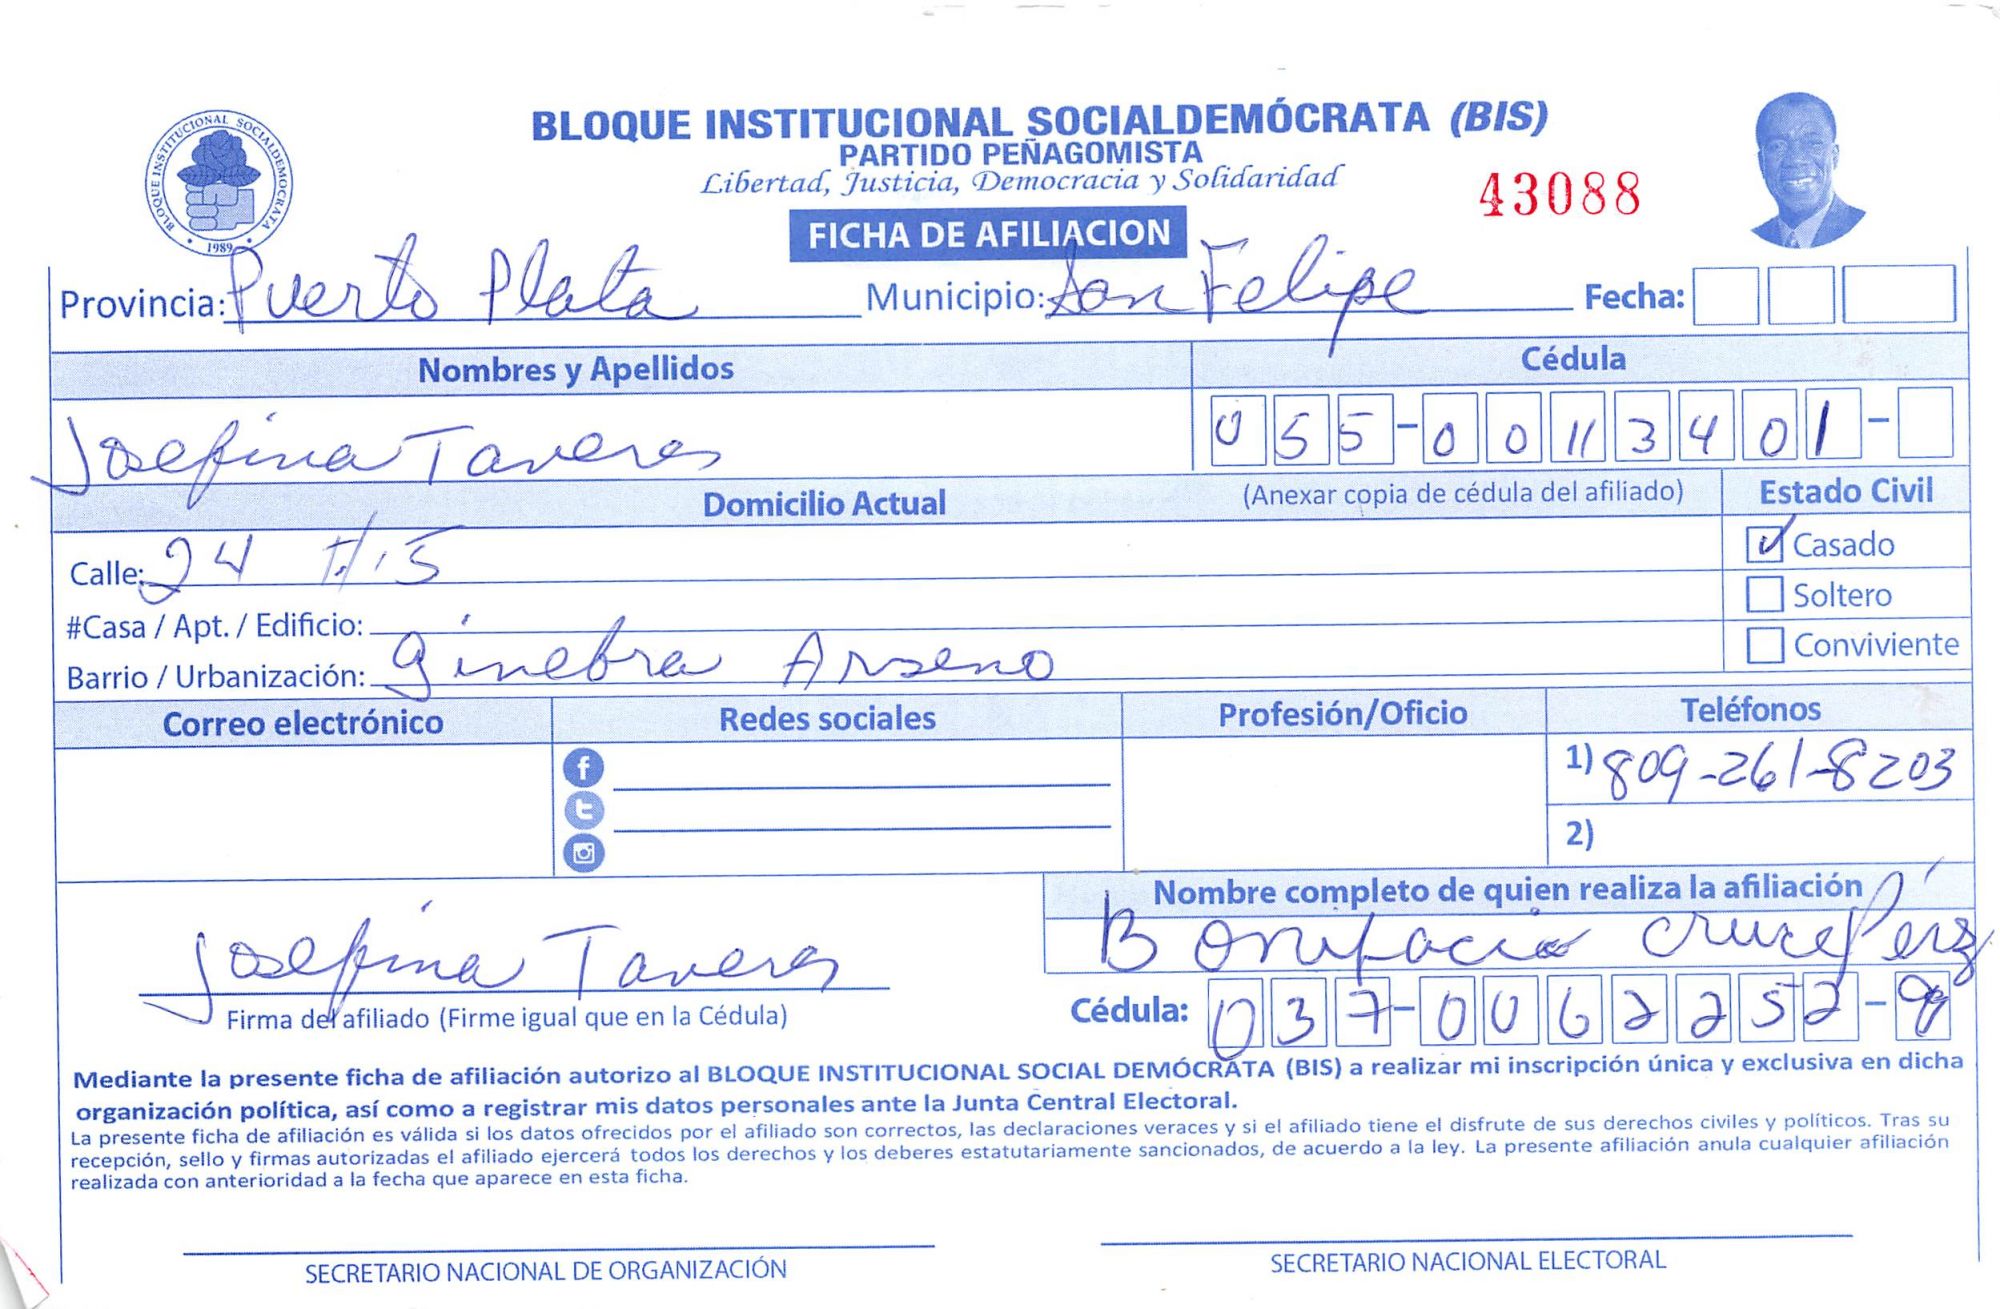 BLOQUE INSTITUCIONAL SOCIALDEMÓCRATA (BIS)
PARTIDO PEÑAGOMISTA
Libertad, Justicia, Democracia y Solidaridad
43088
BLOQUE INSTITUCIONAL SOCIALDEMOCRATA
1989
FICHA DE AFILIACION
Provincia: Puerto Plata Municipio: San Felipe Fecha:
Nombres y Apellidos Cédula
Josefina Taveres 055-00113401-
Domicilio Actual (Anexar copia de cédula del afiliado) Estado Civil
Calle: 24 # 15 Casado
#Casa / Apt. / Edificio: Soltero
Barrio / Urbanización: Ginebra Arseno Conviviente
Correo electrónico Redes sociales Profesión/Oficio Teléfonos
1) 809-261-8203
2)
Nombre completo de quien realiza la afiliación
Josefina Taveres Bonifacio Cruz Pérez
Firma del afiliado (Firme igual que en la Cédula) Cédula: 037-0062252-9
Mediante la presente ficha de afiliación autorizo al BLOQUE INSTITUCIONAL SOCIAL DEMÓCRATA (BIS) a realizar mi inscripción única y exclusiva en dicha
organización política, así como a registrar mis datos personales ante la Junta Central Electoral.
La presente ficha de afiliación es válida si los datos ofrecidos por el afiliado son correctos, las declaraciones veraces y si el afiliado tiene el disfrute de sus derechos civiles y políticos. Tras su
recepción, sello y firmas autorizadas el afiliado ejercerá todos los derechos y los deberes estatutariamente sancionados, de acuerdo a la ley. La presente afiliación anula cualquier afiliación
realizada con anterioridad a la fecha que aparece en esta ficha.
SECRETARIO NACIONAL DE ORGANIZACIÓN SECRETARIO NACIONAL ELECTORAL